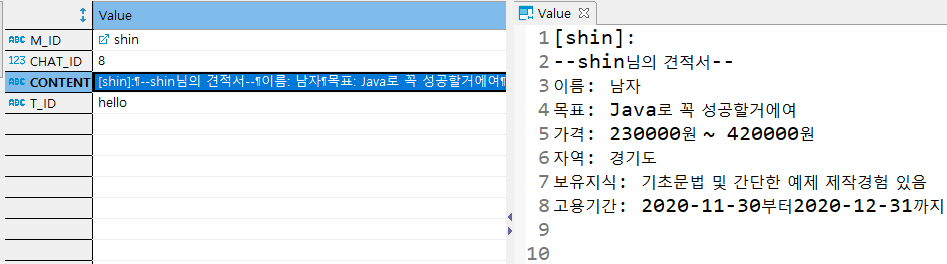 Value
M_ID
shin
123 CHAT_ID
8
ABC CONTENT
[shin]:¶--shin님의 견적서--¶이름: 남자¶목표: Java로 꼭 성공할거에여¶
ABC T_ID
hello
Value
1 [shin]:
2 --shin님의 견적서--
3 이름: 남자
4 목표: Java로 꼭 성공할거에여
5 가격: 230000원 ~ 420000원
6 자역: 경기도
7 보유지식: 기초문법 및 간단한 예제 제작경험 있음
8 고용기간: 2020-11-30부터2020-12-31까지
9
10